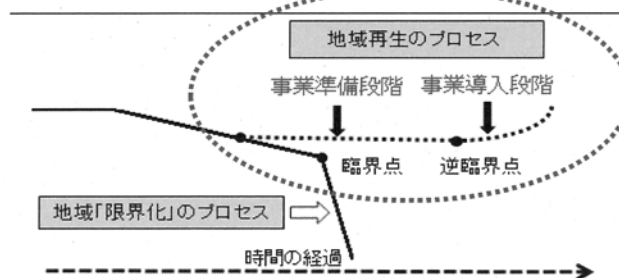 地域再生のプロセス
事業準備段階
事業導入段階
臨界点
逆臨界点
地域「限界化」のプロセス
時間の経過